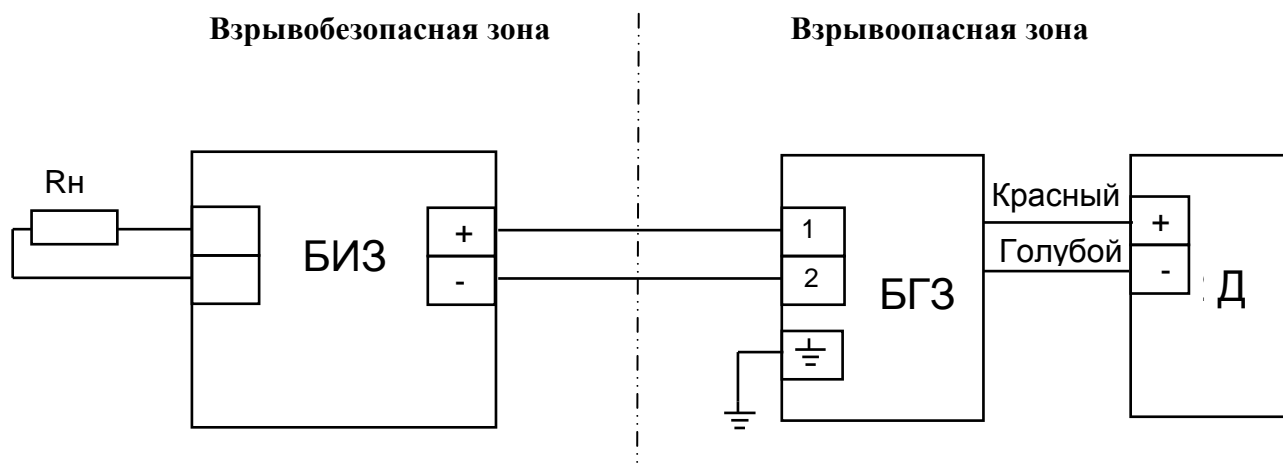 Взрывобезопасная зона
Взрывоопасная зона
Rн
БИЗ
+
-
1
2
БГЗ
Красный
Голубой
+
-
Д